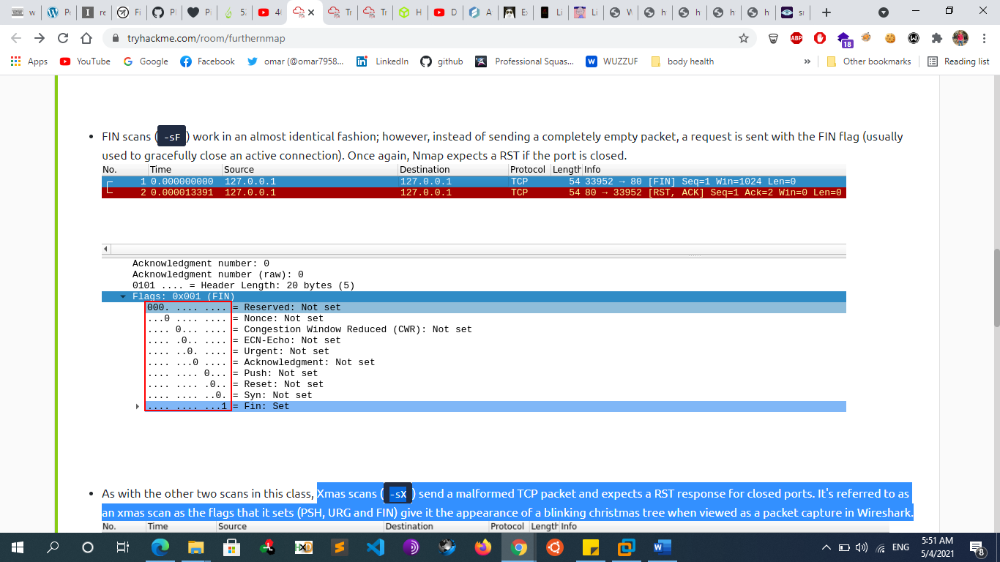 w Po re Fi Pl Pi 52 40 Tr Tr H D A Ex Li Li W h h h h sr
tryhackme.com/room/furthernmap ABP 18
Apps YouTube Google Facebook omar (@omar7958... LinkedIn github Professional Squas... WUZZUF body health » Other bookmarks Reading list
• FIN scans ( -sF ) work in an almost identical fashion; however, instead of sending a completely empty packet, a request is sent with the FIN flag (usually
used to gracefully close an active connection). Once again, Nmap expects a RST if the port is closed.
No. Time Source Destination Protocol Length Info
1 0.000000000 127.0.0.1 127.0.0.1 TCP 54 33952 → 80 [FIN] Seq=1 Win=1024 Len=0
2 0.000013391 127.0.0.1 127.0.0.1 TCP 54 80 → 33952 [RST, ACK] Seq=1 Ack=2 Win=0 Len=0
Acknowledgment number: 0
Acknowledgment number (raw): 0
0101 .... = Header Length: 20 bytes (5)
Flags: 0x001 (FIN)
000. .... .... = Reserved: Not set
...0 .... .... = Nonce: Not set
.... 0... .... = Congestion Window Reduced (CWR): Not set
.... .0.. .... = ECN-Echo: Not set
.... ..0. .... = Urgent: Not set
.... ...0 .... = Acknowledgment: Not set
.... .... 0... = Push: Not set
.... .... .0.. = Reset: Not set
.... .... ..0. = Syn: Not set
.... .... ...1 = Fin: Set
• As with the other two scans in this class, Xmas scans ( -sX ) send a malformed TCP packet and expects a RST response for closed ports. It's referred to as
an xmas scan as the flags that it sets (PSH, URG and FIN) give it the appearance of a blinking christmas tree when viewed as a packet capture in Wireshark.
No. Time Source Destination Protocol Length Info
ENG 5:51 AM
5/4/2021 8